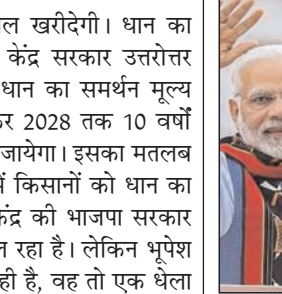 ल खरीदेगी। धान का
केंद्र सरकार उत्तरोत्तर
धान का समर्थन मूल्य
र 2028 तक 10 वर्षों
जायेगा। इसका मतलब
में किसानों को धान का
केंद्र की भाजपा सरकार
ल रहा है। लेकिन भूपेश
ही है, वह तो एक धेला